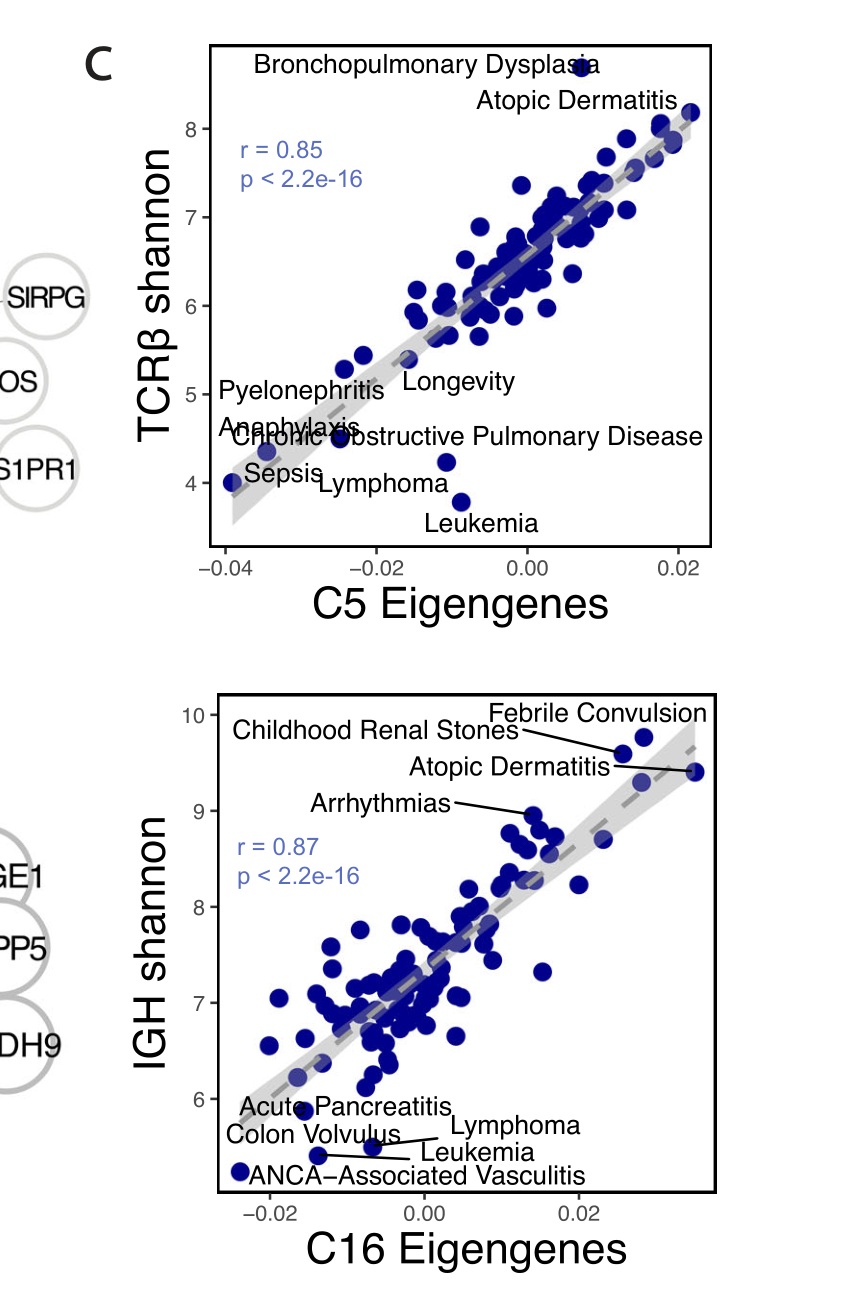 C
Bronchopulmonary Dysplasia
Atopic Dermatitis
r = 0.85
p < 2.2e-16
8
7
6
5
4
TCRβ shannon
Longevity
Pyelonephritis
Anaphylaxis
Chronic Obstructive Pulmonary Disease
Sepsis
Lymphoma
Leukemia
−0.04 −0.02 0.00 0.02
C5 Eigengenes
SIRPG
OS
S1PR1
Febrile Convulsion
Childhood Renal Stones
Atopic Dermatitis
Arrhythmias
r = 0.87
p < 2.2e-16
10
9
8
7
6
IGH shannon
Acute Pancreatitis
Colon Volvulus
Lymphoma
Leukemia
ANCA−Associated Vasculitis
−0.02 0.00 0.02
C16 Eigengenes
GE1
PP5
DH9